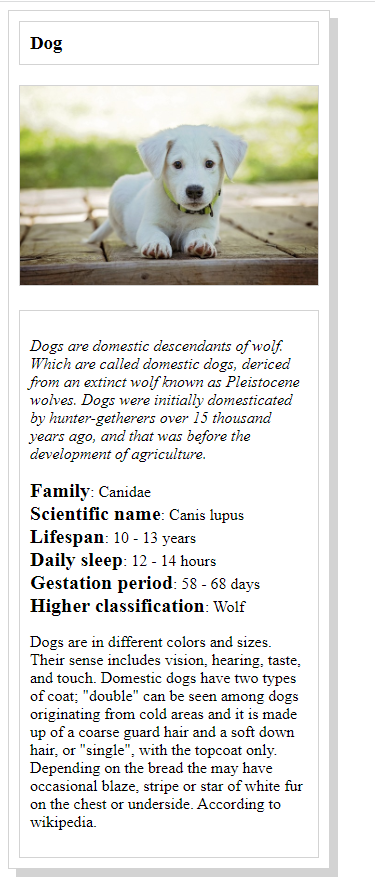 Dog
Dogs are domestic descendants of wolf.
Which are called domestic dogs, dericed
from an extinct wolf known as Pleistocene
wolves. Dogs were initially domesticated
by hunter-getherers over 15 thousand
years ago, and that was before the
development of agriculture.
Family: Canidae
Scientific name: Canis lupus
Lifespan: 10 - 13 years
Daily sleep: 12 - 14 hours
Gestation period: 58 - 68 days
Higher classification: Wolf
Dogs are in different colors and sizes.
Their sense includes vision, hearing, taste,
and touch. Domestic dogs have two types
of coat; "double" can be seen among dogs
originating from cold areas and it is made
up of a coarse guard hair and a soft down
hair, or "single", with the topcoat only.
Depending on the bread the may have
occasional blaze, stripe or star of white fur
on the chest or underside. According to
wikipedia.